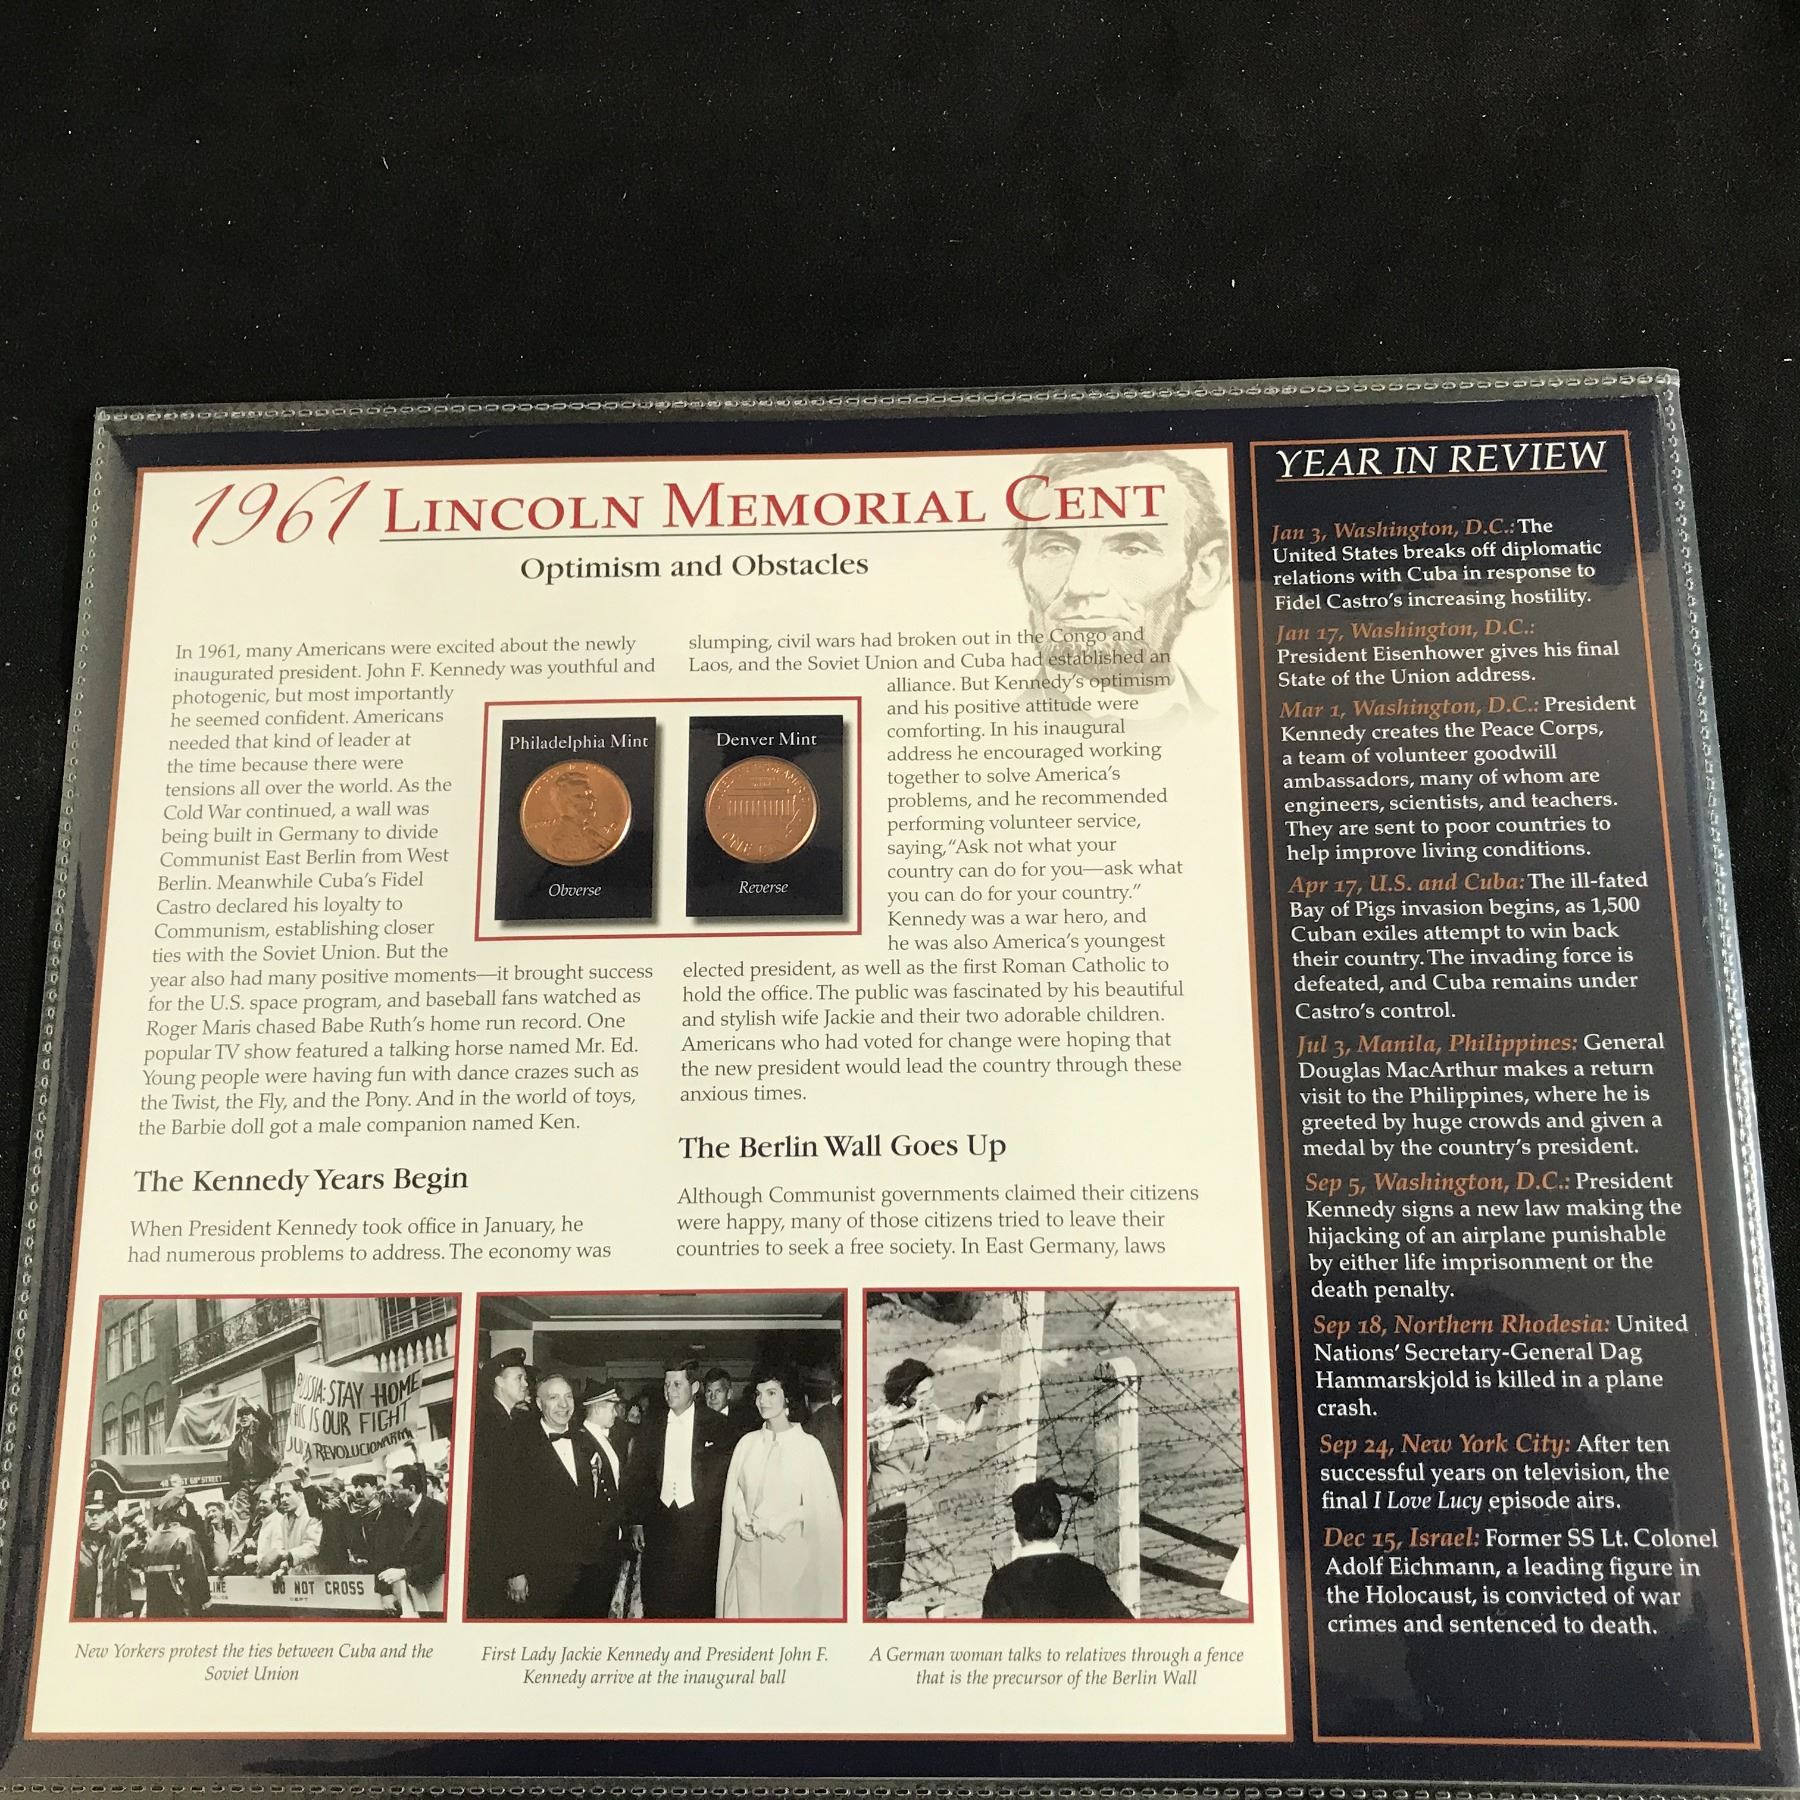 1961 LINCOLN MEMORIAL CENT
Optimism and Obstacles
In 1961, many Americans were excited about the newly
inaugurated president. John F. Kennedy was youthful and
photogenic, but most importantly
he seemed confident. Americans
needed that kind of leader at
the time because there were
tensions all over the world. As the
Cold War continued, a wall was
being built in Germany to divide
Communist East Berlin from West
Berlin. Meanwhile Cuba's Fidel
Castro declared his loyalty to
Communism, establishing closer
ties with the Soviet Union. But the
year also had many positive moments—it brought success
for the U.S. space program, and baseball fans watched as
Roger Maris chased Babe Ruth's home run record. One
popular TV show featured a talking horse named Mr. Ed.
Young people were having fun with dance crazes such as
the Twist, the Fly, and the Pony. And in the world of toys,
the Barbie doll got a male companion named Ken.
The Kennedy Years Begin
When President Kennedy took office in January, he
had numerous problems to address. The economy was
slumping, civil wars had broken out in the Congo and
Laos, and the Soviet Union and Cuba had established an
alliance. But Kennedy's optimism
and his positive attitude were
comforting. In his inaugural
address he encouraged working
together to solve America's
problems, and he recommended
performing volunteer service,
saying,"Ask not what your
country can do for you—ask what
you can do for your country."
Kennedy was a war hero, and
he was also America's youngest
elected president, as well as the first Roman Catholic to
hold the office. The public was fascinated by his beautiful
and stylish wife Jackie and their two adorable children.
Americans who had voted for change were hoping that
the new president would lead the country through these
anxious times.
The Berlin Wall Goes Up
Although Communist governments claimed their citizens
were happy, many of those citizens tried to leave their
countries to seek a free society. In East Germany, laws
Philadelphia Mint
Obverse
Denver Mint
Reverse
STAY HOME
IS OUR FIGHT
REVOLUCIONARIA
DO NOT CROSS
New Yorkers protest the ties between Cuba and the
Soviet Union
First Lady Jackie Kennedy and President John F.
Kennedy arrive at the inaugural ball
A German woman talks to relatives through a fence
that is the precursor of the Berlin Wall
YEAR IN REVIEW
Jan 3, Washington, D.C.: The
United States breaks off diplomatic
relations with Cuba in response to
Fidel Castro's increasing hostility.
Jan 17, Washington, D.C.:
President Eisenhower gives his final
State of the Union address.
Mar 1, Washington, D.C.: President
Kennedy creates the Peace Corps,
a team of volunteer goodwill
ambassadors, many of whom are
engineers, scientists, and teachers.
They are sent to poor countries to
help improve living conditions.
Apr 17, U.S. and Cuba: The ill-fated
Bay of Pigs invasion begins, as 1,500
Cuban exiles attempt to win back
their country. The invading force is
defeated, and Cuba remains under
Castro's control.
Jul 3, Manila, Philippines: General
Douglas MacArthur makes a return
visit to the Philippines, where he is
greeted by huge crowds and given a
medal by the country's president.
Sep 5, Washington, D.C.: President
Kennedy signs a new law making the
hijacking of an airplane punishable
by either life imprisonment or the
death penalty.
Sep 18, Northern Rhodesia: United
Nations' Secretary-General Dag
Hammarskjold is killed in a plane
crash.
Sep 24, New York City: After ten
successful years on television, the
final I Love Lucy episode airs.
Dec 15, Israel: Former SS Lt. Colonel
Adolf Eichmann, a leading figure in
the Holocaust, is convicted of war
crimes and sentenced to death.